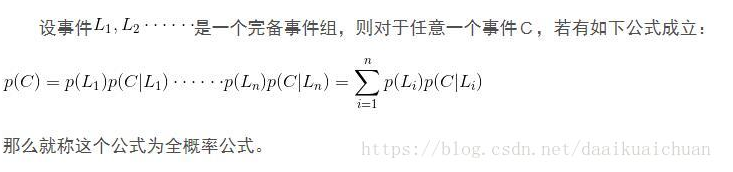 设事件L₁, L₂ ······是一个完备事件组，则对于任意一个事件C，若有如下公式成立：
p(C) = p(L₁)p(C|L₁) ······p(Lₙ)p(C|Lₙ) = ∑ⁿᵢ₌₁ p(Lᵢ)p(C|Lᵢ)
那么就称这个公式为全概率公式。
https://blog.csdn.net/daaikuaichuan